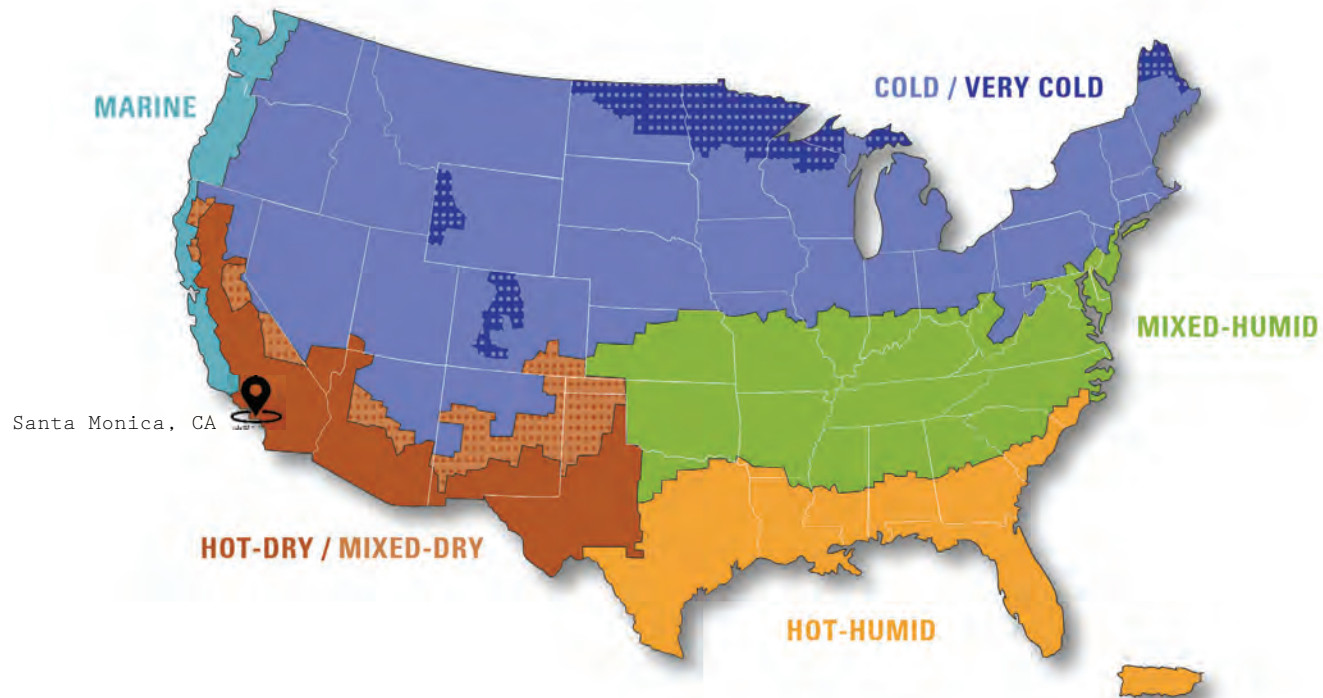 COLD / VERY COLD
MARINE
MIXED-HUMID
Santa Monica, CA
HOT-DRY / MIXED-DRY
HOT-HUMID